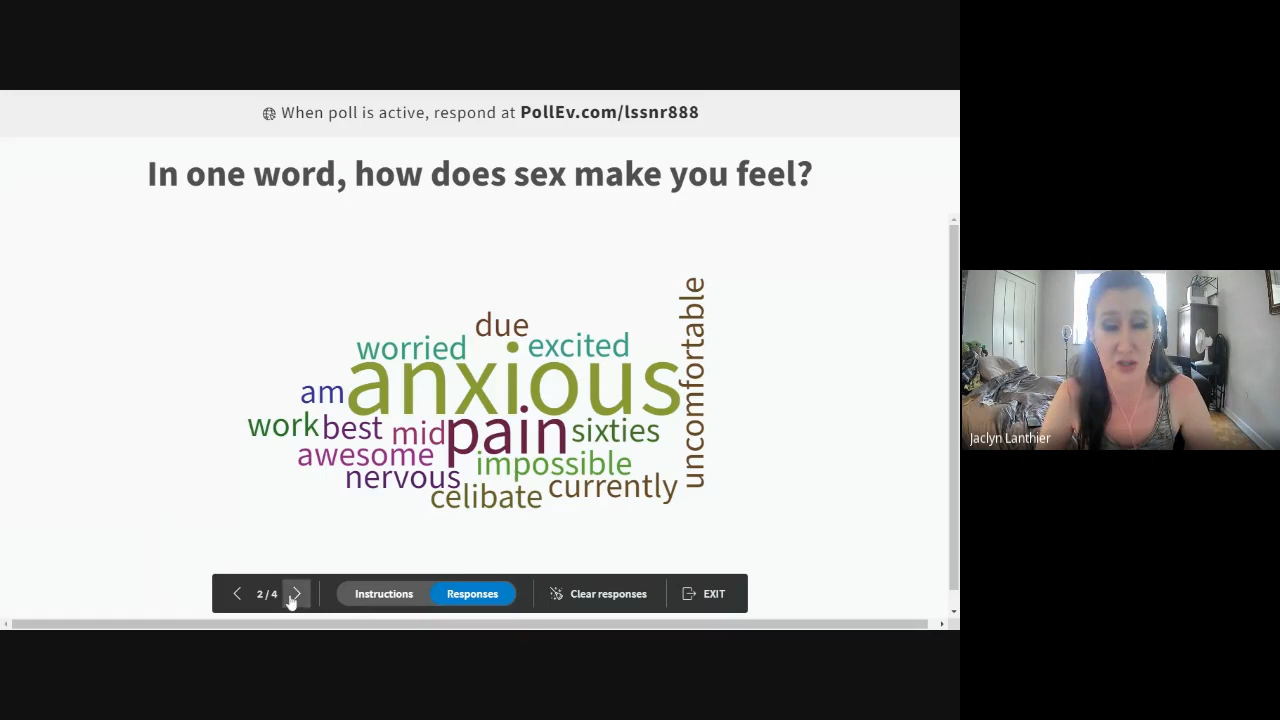 When poll is active, respond at PollEv.com/lssnr888
In one word, how does sex make you feel?
due
worried
excited
uncomfortable
anxious
am
work
best
mid
pain
sixties
awesome
impossible
nervous
currently
celibate
Jaclyn Lanthier
2 / 4
Instructions
Responses
Clear responses
EXIT